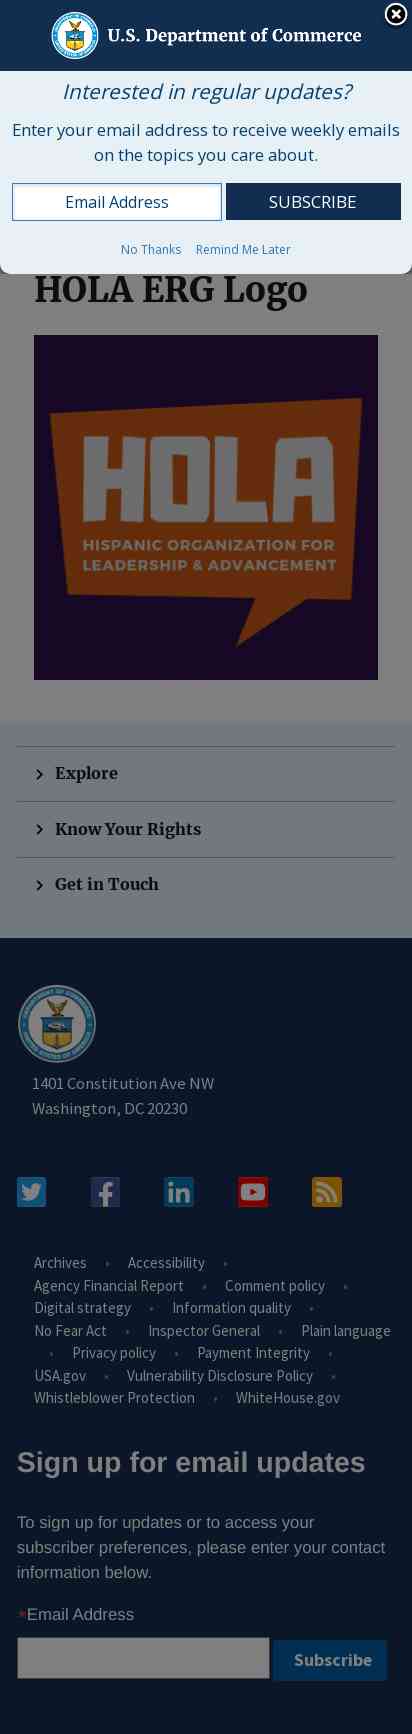 U.S. Department of Commerce
Interested in regular updates?
Enter your email address to receive weekly emails
on the topics you care about.
Email Address SUBSCRIBE
No Thanks Remind Me Later
HOLA ERG Logo
HOLA
HISPANIC ORGANIZATION FOR
LEADERSHIP & ADVANCEMENT
Explore
Know Your Rights
Get in Touch
1401 Constitution Ave NW
Washington, DC 20230
Archives • Accessibility •
Agency Financial Report • Comment policy •
Digital strategy • Information quality •
No Fear Act • Inspector General • Plain language
• Privacy policy • Payment Integrity •
USA.gov • Vulnerability Disclosure Policy •
Whistleblower Protection • WhiteHouse.gov
Sign up for email updates
To sign up for updates or to access your
subscriber preferences, please enter your contact
information below.
*Email Address
Subscribe